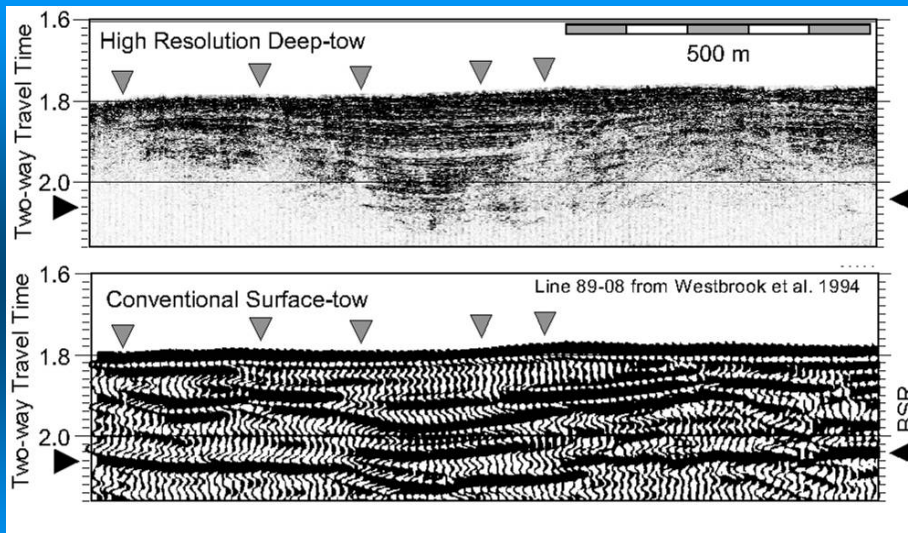 1.6
High Resolution Deep-tow
500 m
Two-way Travel Time
1.8
2.0
1.6
Line 89-08 from Westbrook et al. 1994
Conventional Surface-tow
Two-way Travel Time
1.8
2.0
BSR